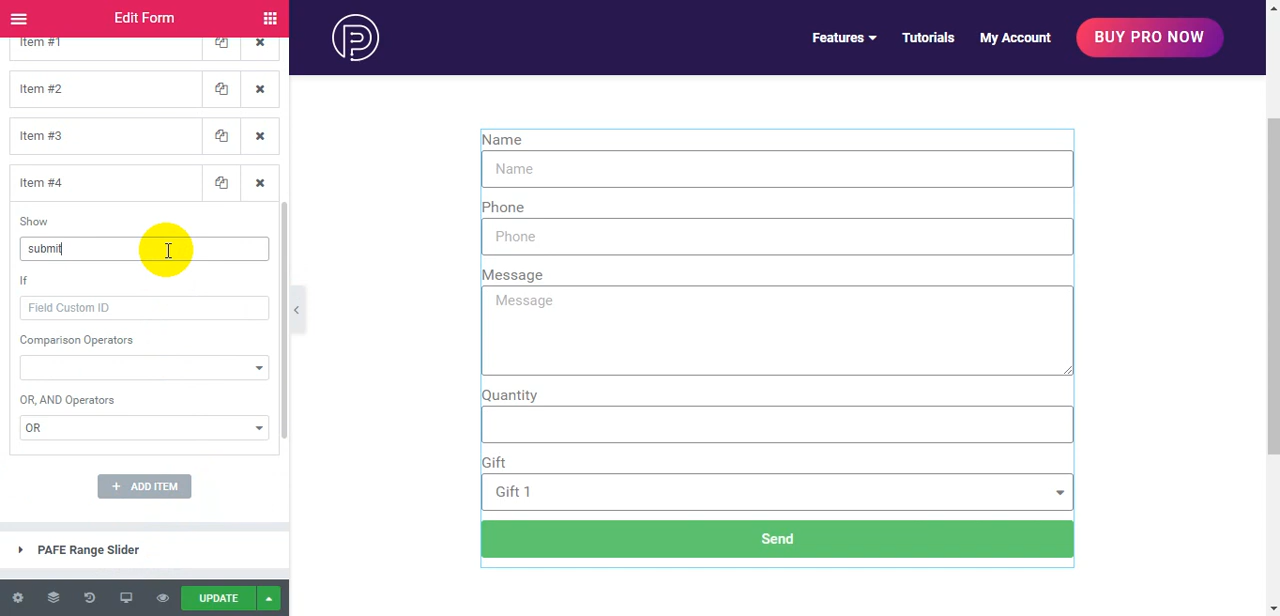 Edit Form
Item #1
Item #2
Item #3
Item #4
Show
submit
If
Field Custom ID
Comparison Operators
OR, AND Operators
OR
+ ADD ITEM
PAFE Range Slider
UPDATE
Features
Tutorials
My Account
BUY PRO NOW
Name
Name
Phone
Phone
Message
Message
Quantity
Gift
Gift 1
Send